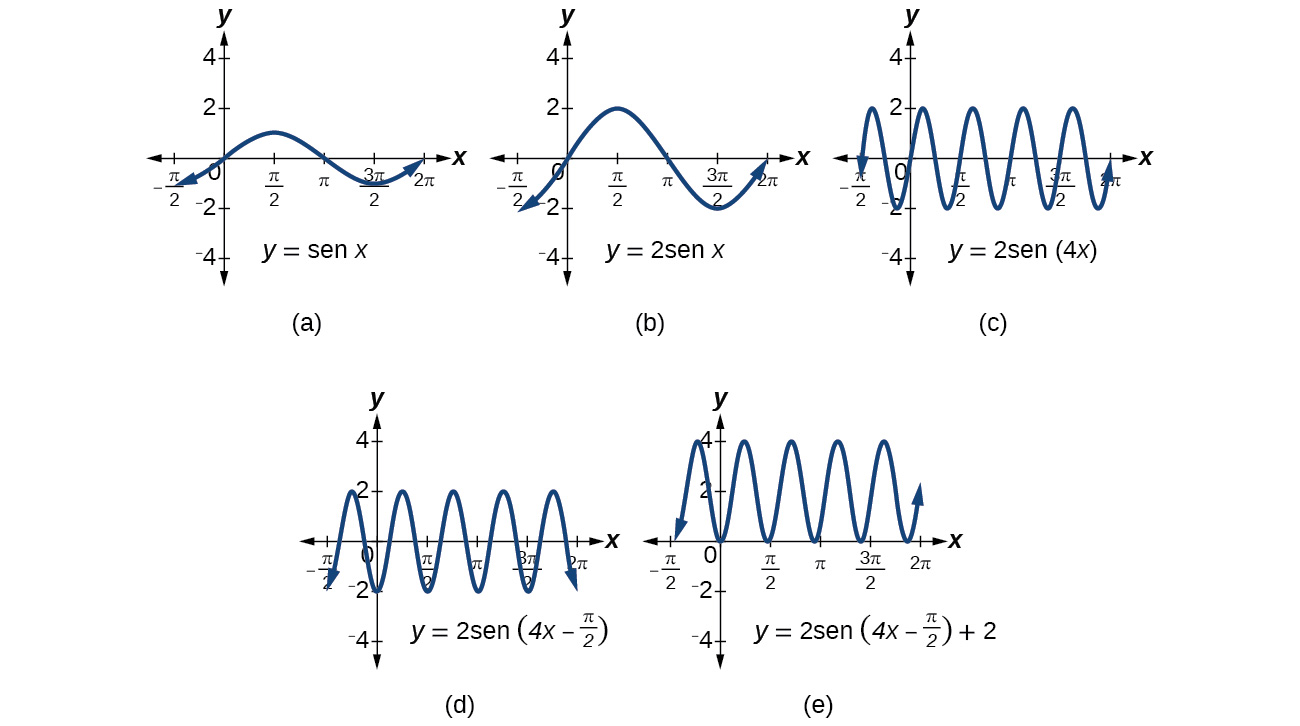 y
4
2
0
-2
-4
-π/2
π/2
π
3π/2
2π
x
y = sen x
(a)
y
4
2
0
-2
-4
-π/2
π/2
π
3π/2
2π
x
y = 2sen x
(b)
y
4
2
0
-2
-4
-π/2
π/2
π
3π/2
2π
x
y = 2sen (4x)
(c)
y
4
2
0
-2
-4
-π/2
π/2
π
3π/2
2π
x
y = 2sen (4x - π/2)
(d)
y
4
2
0
-2
-4
-π/2
π/2
π
3π/2
2π
x
y = 2sen (4x - π/2) + 2
(e)